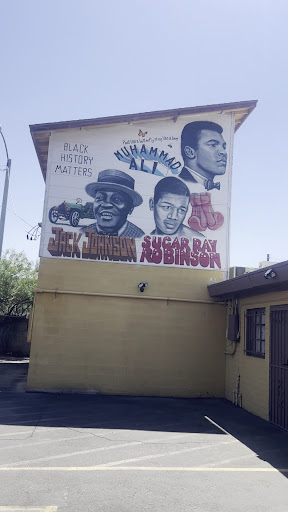 BLACK
HISTORY
MATTERS
MUHAMMAD
ALI
JACK JOHNSON
SUGAR RAY
ROBINSON